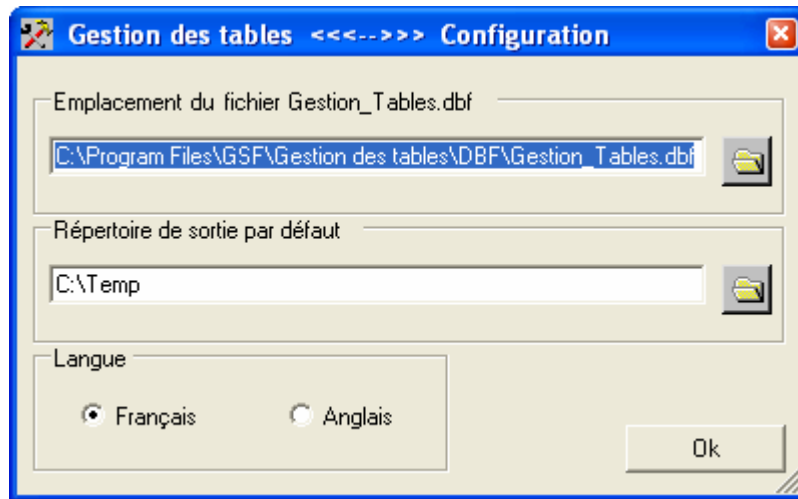 Gestion des tables <<<-->>> Configuration
Emplacement du fichier Gestion_Tables.dbf
C:\Program Files\GSF\Gestion des tables\DBF\Gestion_Tables.dbf
Répertoire de sortie par défaut
C:\Temp
Langue
Français Anglais
Ok